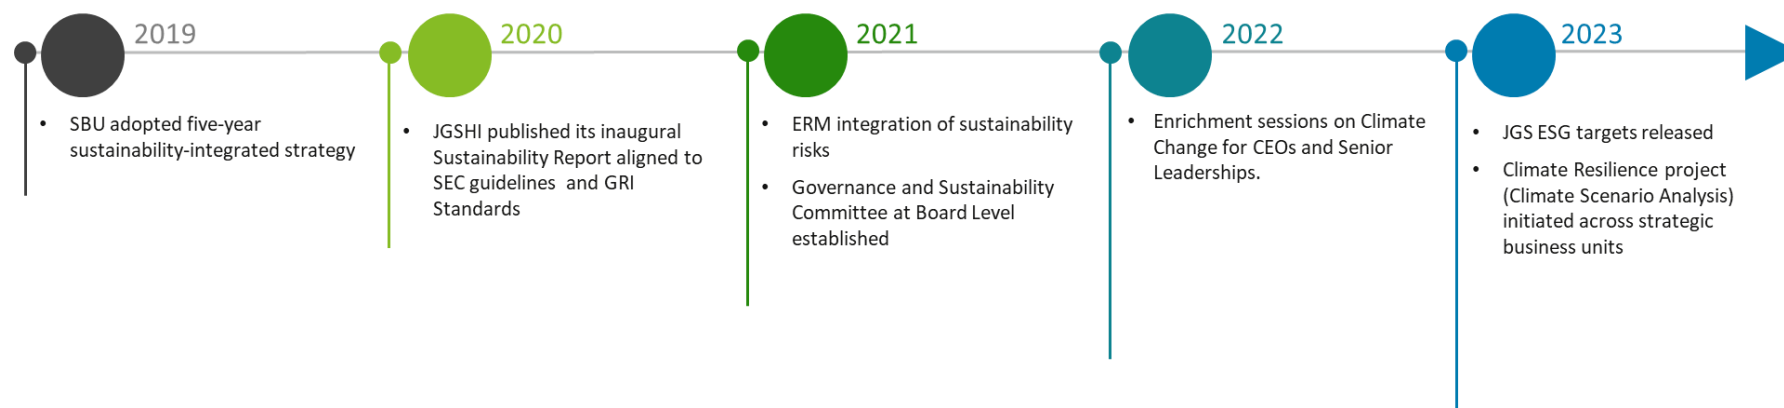 2019
• SBU adopted five-year
sustainability-integrated strategy
2020
• JGSHI published its inaugural
Sustainability Report aligned to
SEC guidelines and GRI
Standards
2021
• ERM integration of sustainability
risks
• Governance and Sustainability
Committee at Board Level
established
2022
• Enrichment sessions on Climate
Change for CEOs and Senior
Leaderships.
2023
• JGS ESG targets released
• Climate Resilience project
(Climate Scenario Analysis)
initiated across strategic
business units